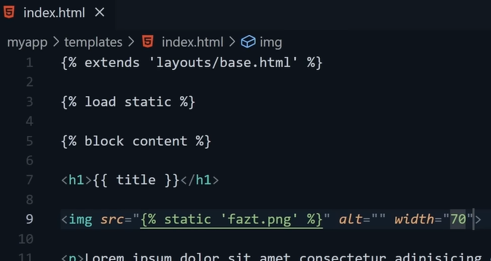 index.html ×
myapp > templates > index.html > img
1 {% extends 'layouts/base.html' %}
2
3 {% load static %}
4
5 {% block content %}
6
7 <h1>{{ title }}</h1>
8
9 <img src="{% static 'fazt.png' %}" alt="" width="70">
10
11 <p>Lorem ipsum dolor sit amet consectetur adipisicing